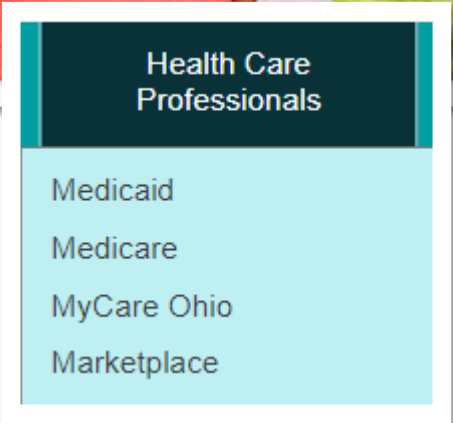 Health Care
Professionals
Medicaid
Medicare
MyCare Ohio
Marketplace